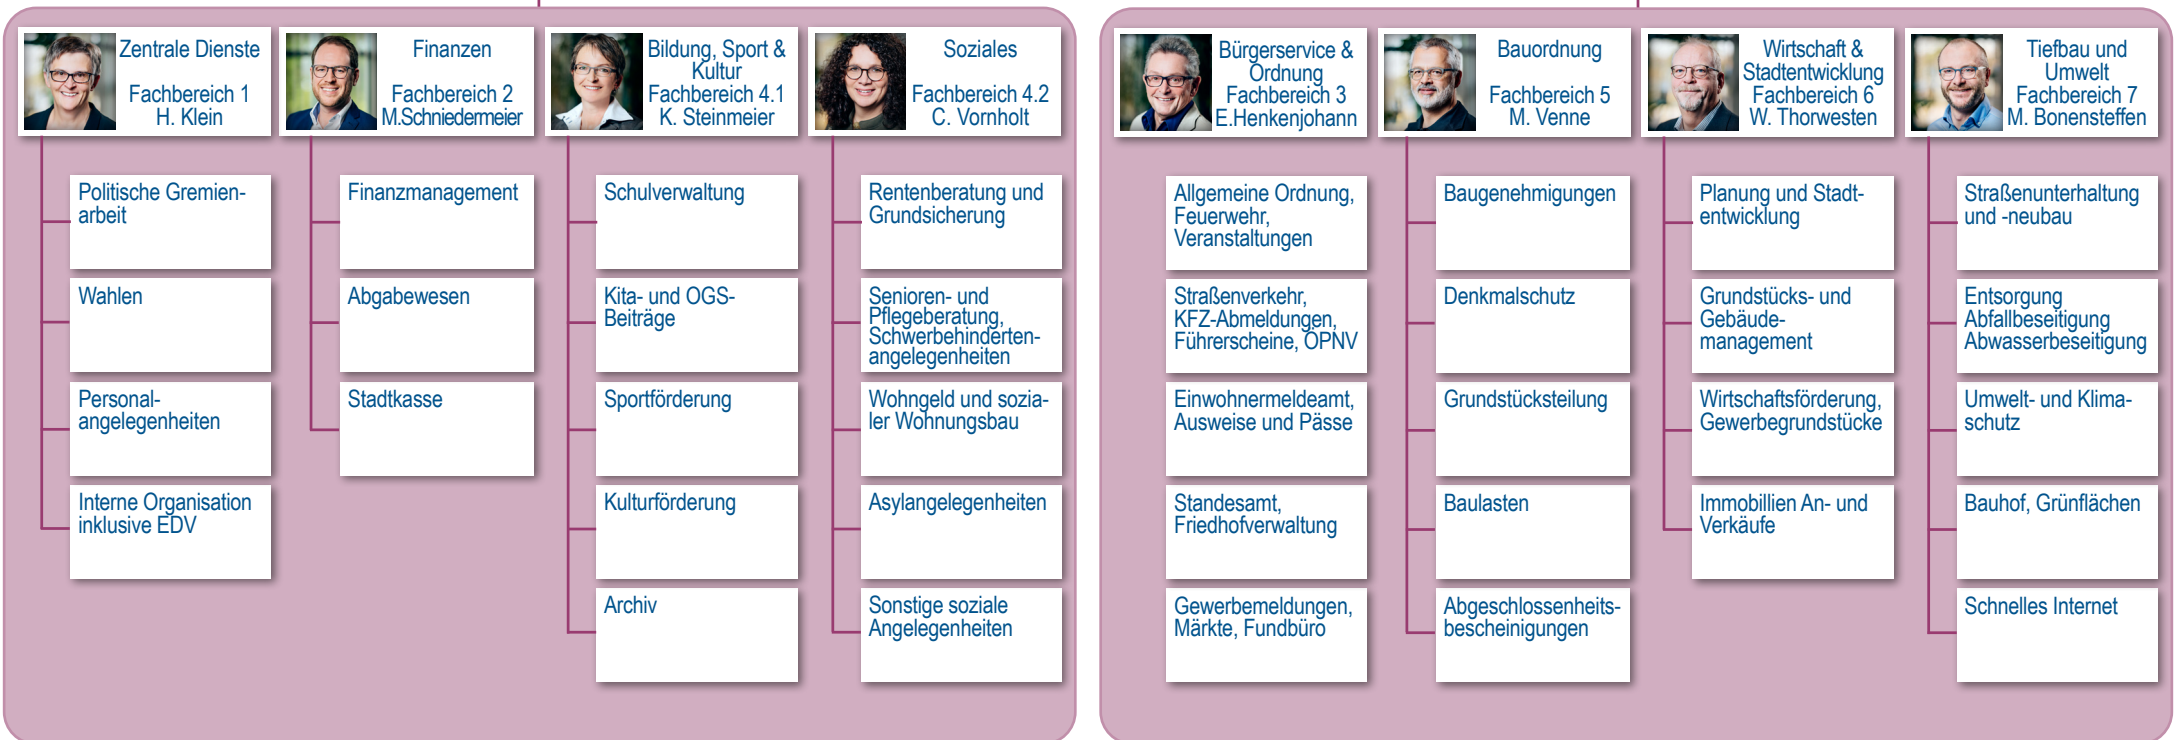 Zentrale Dienste
Fachbereich 1
H. Klein
Politische Gremien-
arbeit
Wahlen
Personal-
angelegenheiten
Interne Organisation
inklusive EDV
Finanzen
Fachbereich 2
M.Schniedermeier
Finanzmanagement
Abgabewesen
Stadtkasse
Bildung, Sport &
Kultur
Fachbereich 4.1
K. Steinmeier
Schulverwaltung
Kita- und OGS-
Beiträge
Sportförderung
Kulturförderung
Archiv
Soziales
Fachbereich 4.2
C. Vornholt
Rentenberatung und
Grundsicherung
Senioren- und
Pflegeberatung,
Schwerbehinderten-
angelegenheiten
Wohngeld und sozia-
ler Wohnungsbau
Asylangelegenheiten
Sonstige soziale
Angelegenheiten
Bürgerservice &
Ordnung
Fachbereich 3
E.Henkenjohann
Allgemeine Ordnung,
Feuerwehr,
Veranstaltungen
Straßenverkehr,
KFZ-Abmeldungen,
Führerscheine, ÖPNV
Einwohnermeldeamt,
Ausweise und Pässe
Standesamt,
Friedhofverwaltung
Gewerbemeldungen,
Märkte, Fundbüro
Bauordnung
Fachbereich 5
M. Venne
Baugenehmigungen
Denkmalschutz
Grundstücksteilung
Baulasten
Abgeschlossenheits-
bescheinigungen
Wirtschaft &
Stadtentwicklung
Fachbereich 6
W. Thorwesten
Planung und Stadt-
entwicklung
Grundstücks- und
Gebäude-
management
Wirtschaftsförderung,
Gewerbegrundstücke
Immobillien An- und
Verkäufe
Tiefbau und
Umwelt
Fachbereich 7
M. Bonensteffen
Straßenunterhaltung
und -neubau
Entsorgung
Abfallbeseitigung
Abwasserbeseitigung
Umwelt- und Klima-
schutz
Bauhof, Grünflächen
Schnelles Internet